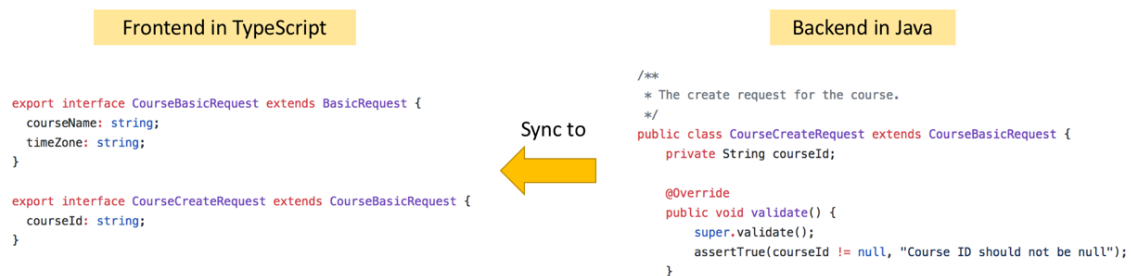 Frontend in TypeScript
export interface CourseBasicRequest extends BasicRequest {
  courseName: string;
  timeZone: string;
}
export interface CourseCreateRequest extends CourseBasicRequest {
  courseId: string;
}
Sync to
Backend in Java
/**
 * The create request for the course.
 */
public class CourseCreateRequest extends CourseBasicRequest {
    private String courseId;
    @Override
    public void validate() {
        super.validate();
        assertTrue(courseId != null, "Course ID should not be null");
    }